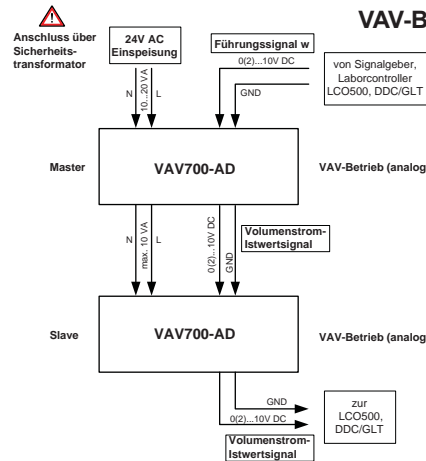 VAV-B
Anschluss über
Sicherheits-
transformator
24V AC
Einspeisung
Führungssignal w
0(2)...10V DC
GND
von Signalgeber,
Laborcontroller
LCO500, DDC/GLT
N
10...20 VA
L
Master
VAV700-AD
VAV-Betrieb (analog
N
max. 10 VA
L
0(2)...10V DC
GND
Volumenstrom-
Istwertsignal
Slave
VAV700-AD
VAV-Betrieb (analog
GND
0(2)...10V DC
zur
LCO500,
DDC/GLT
Volumenstrom-
Istwertsignal